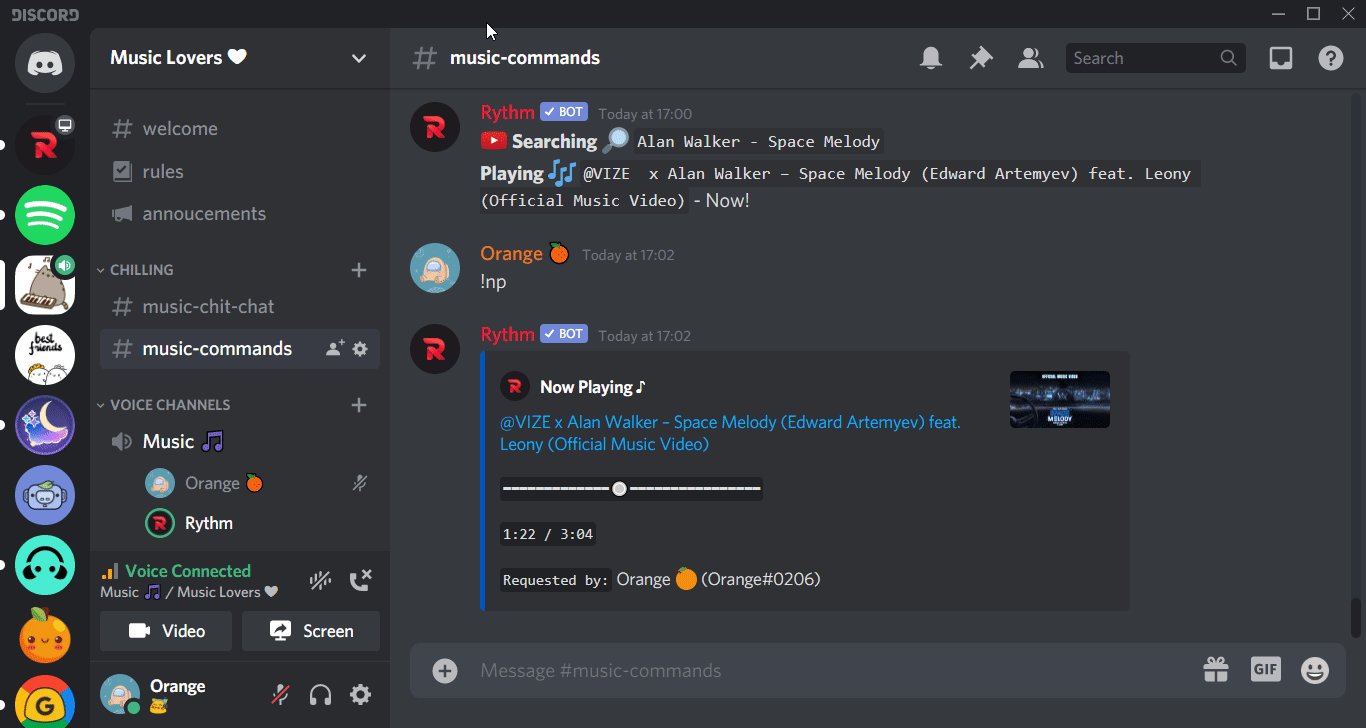 DISCORD
Music Lovers 🤍
welcome
rules
annoucements
CHILLING
music-chit-chat
music-commands
VOICE CHANNELS
Music 🎵
Orange 🍊
Rythm
Voice Connected
Music 🎵 / Music Lovers 🤍
Video
Screen
Orange
best
friends
G
# music-commands
Search
Rythm ✓ BOT Today at 17:00
Searching 🔎 Alan Walker - Space Melody
Playing 🎶 @VIZE  x Alan Walker – Space Melody (Edward Artemyev) feat. Leony
(Official Music Video) - Now!
Orange 🍊 Today at 17:02
!np
Rythm ✓ BOT Today at 17:02
Now Playing ♪
@VIZE x Alan Walker – Space Melody (Edward Artemyev) feat.
Leony (Official Music Video)
OFFICIAL MUSIC VIDEO
SPACE
MELODY
1:22 / 3:04
Requested by: Orange 🍊 (Orange#0206)
Message #music-commands
GIF